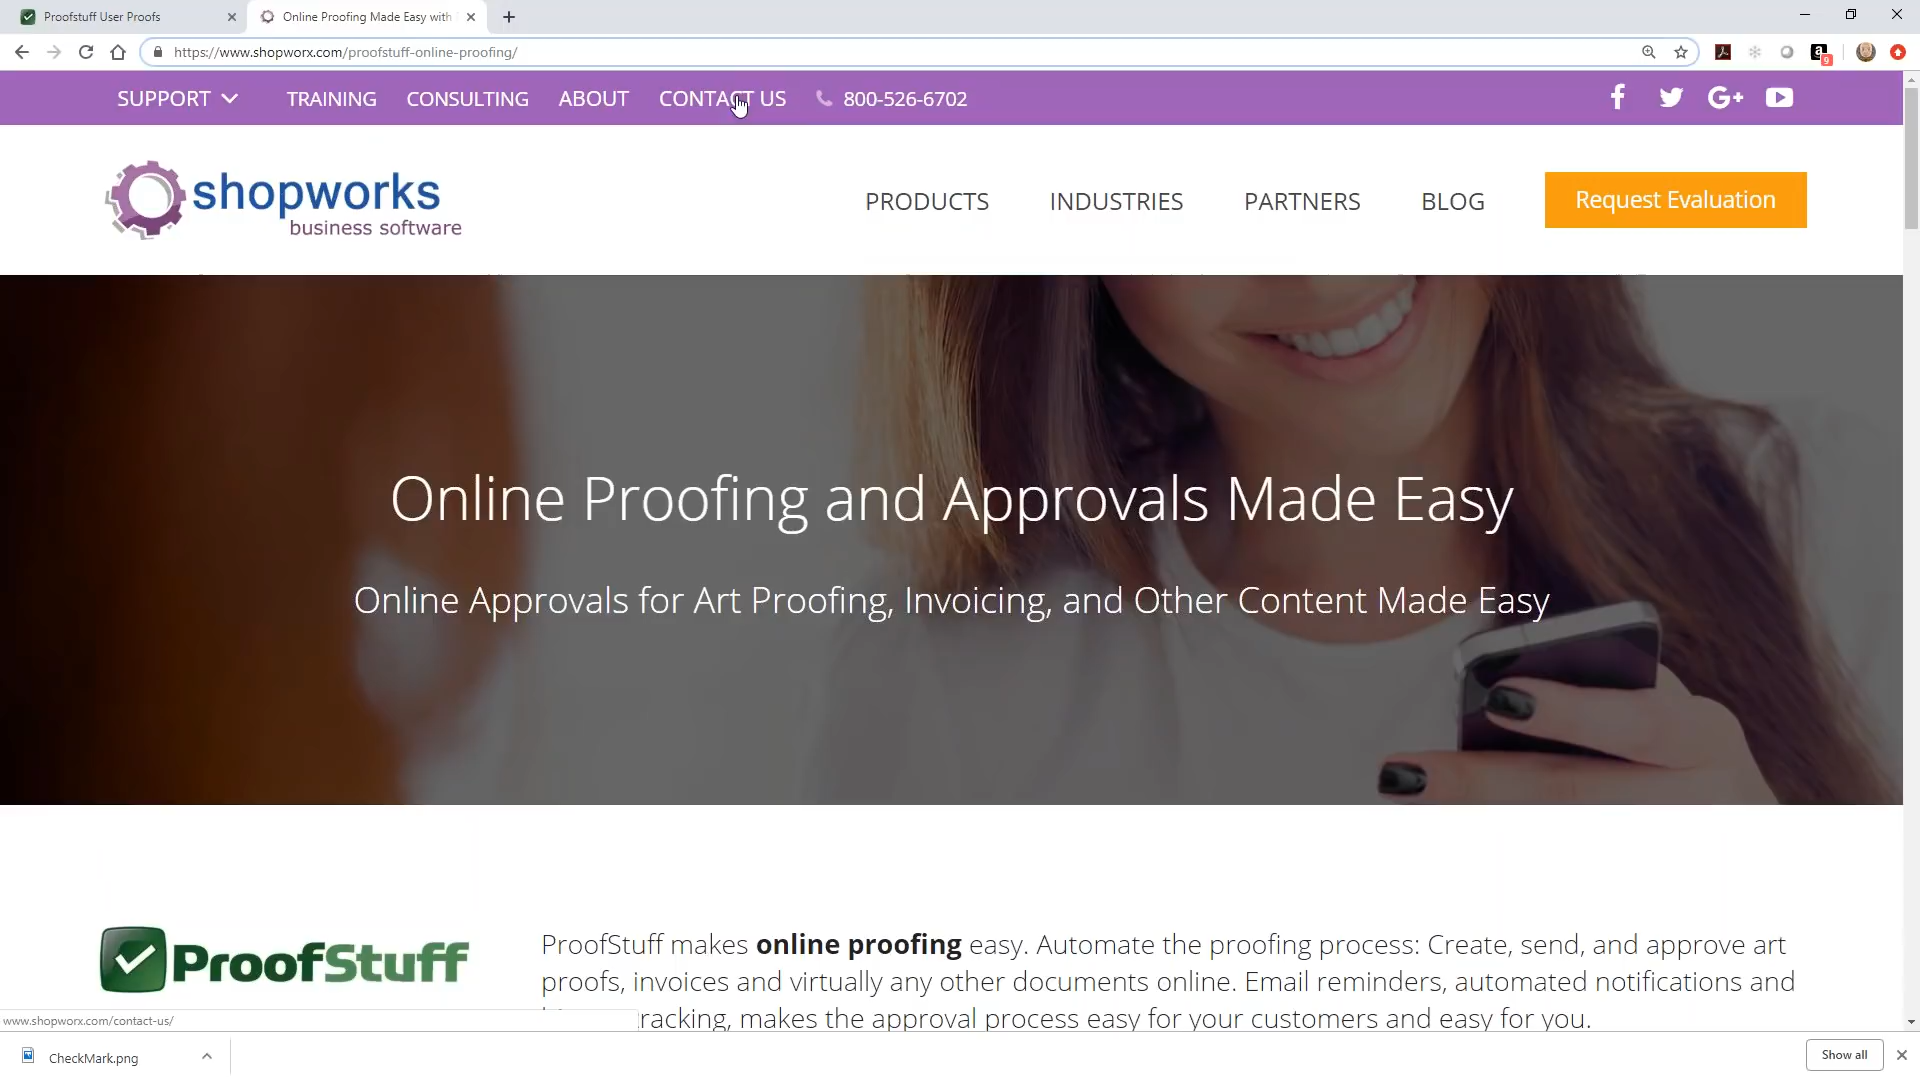 Proofstuff User Proofs
Online Proofing Made Easy with
https://www.shopworx.com/proofstuff-online-proofing/
9
SUPPORT
TRAINING
CONSULTING
ABOUT
CONTACT US
800-526-6702
shopworks
business software
PRODUCTS
INDUSTRIES
PARTNERS
BLOG
Request Evaluation
Online Proofing and Approvals Made Easy
Online Approvals for Art Proofing, Invoicing, and Other Content Made Easy
ProofStuff
ProofStuff makes online proofing easy. Automate the proofing process: Create, send, and approve art
proofs, invoices and virtually any other documents online. Email reminders, automated notifications and
makes the approval process easy for your customers and easy for you.
www.shopworx.com/contact-us/
CheckMark.png
Show all